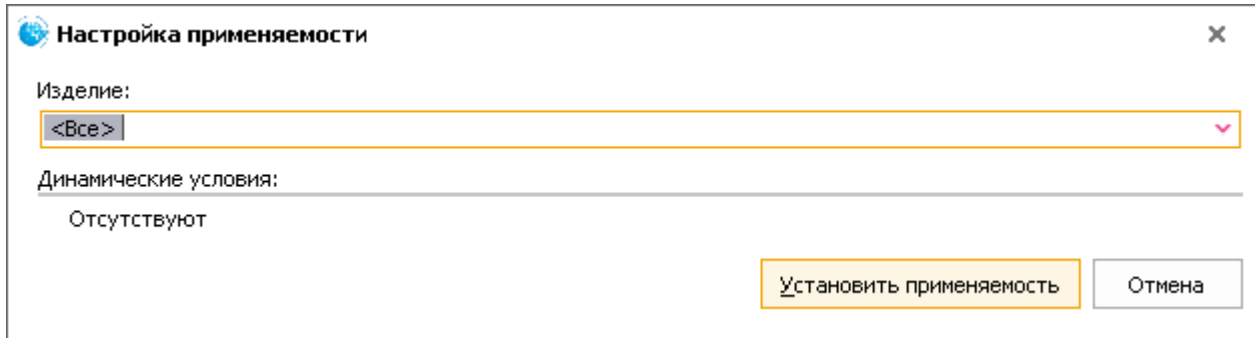 Настройка применяемости
Изделие:
<Все>
Динамические условия:
Отсутствуют
Установить применяемость Отмена